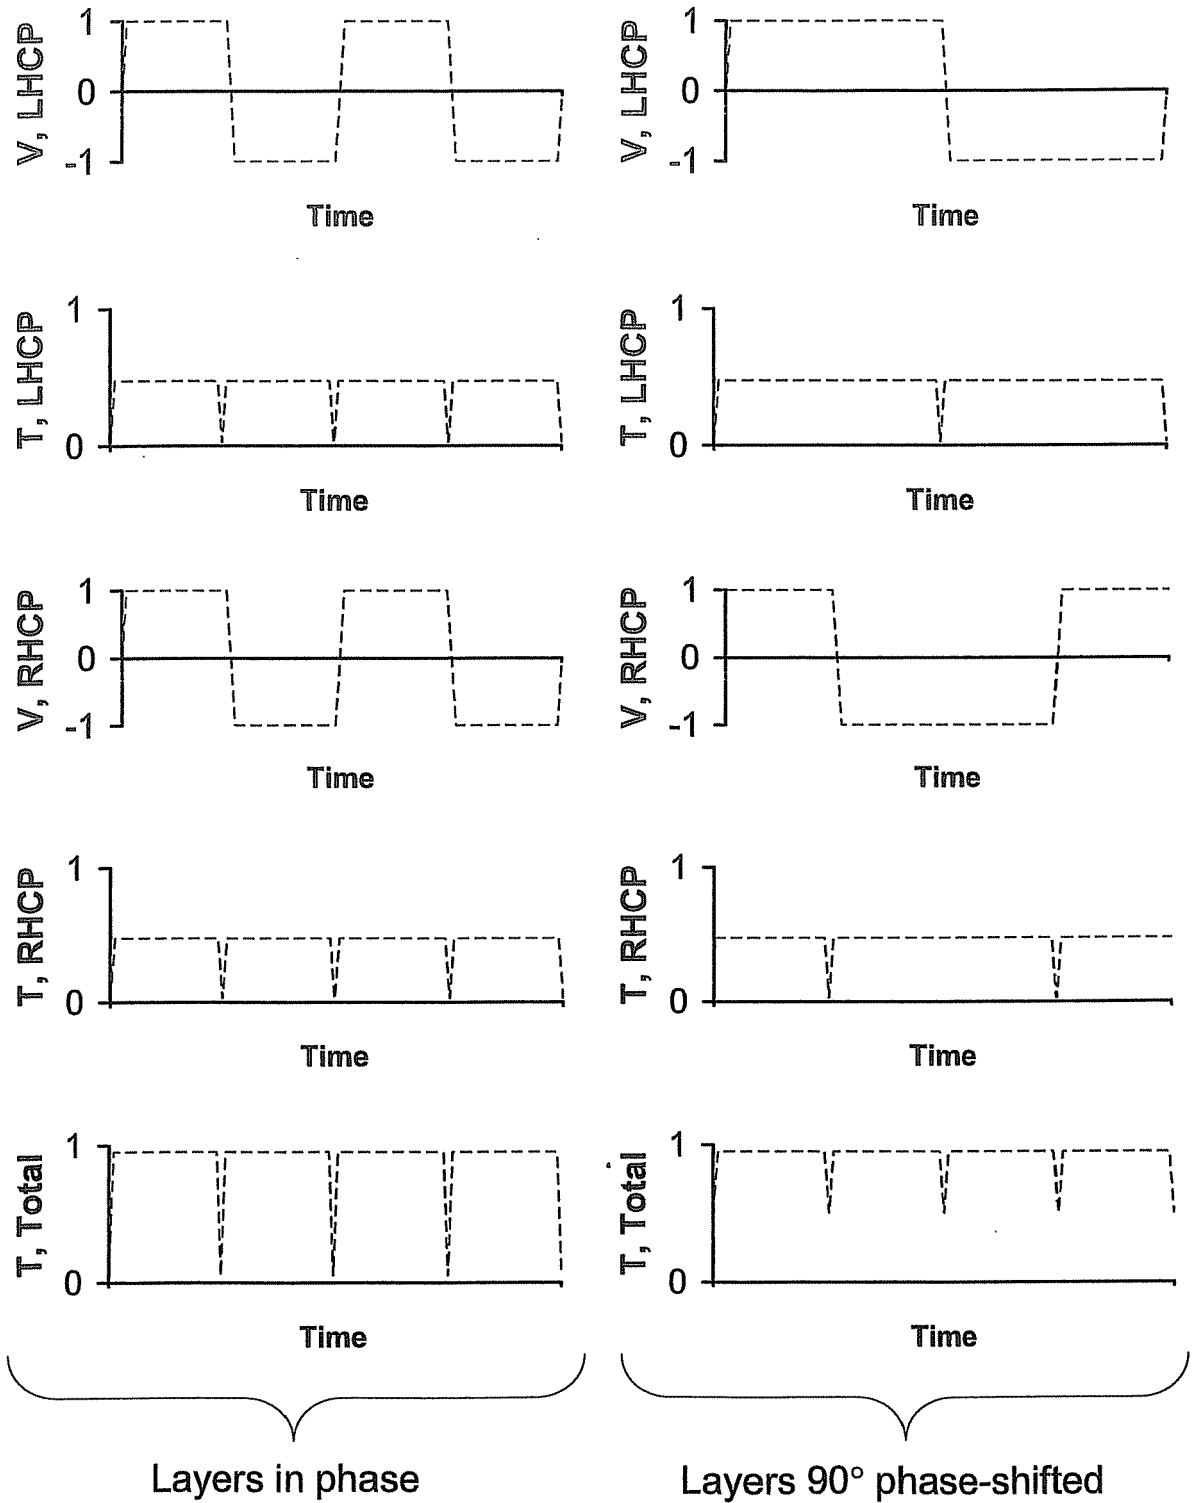 V, LHCP
1
0
-1
Time
V, LHCP
1
0
-1
Time
T, LHCP
1
0
Time
T, LHCP
1
0
Time
V, RHCP
1
0
-1
Time
V, RHCP
1
0
-1
Time
T, RHCP
1
0
Time
T, RHCP
1
0
Time
T, Total
1
0
Time
T, Total
1
0
Time
Layers in phase
Layers 90° phase-shifted